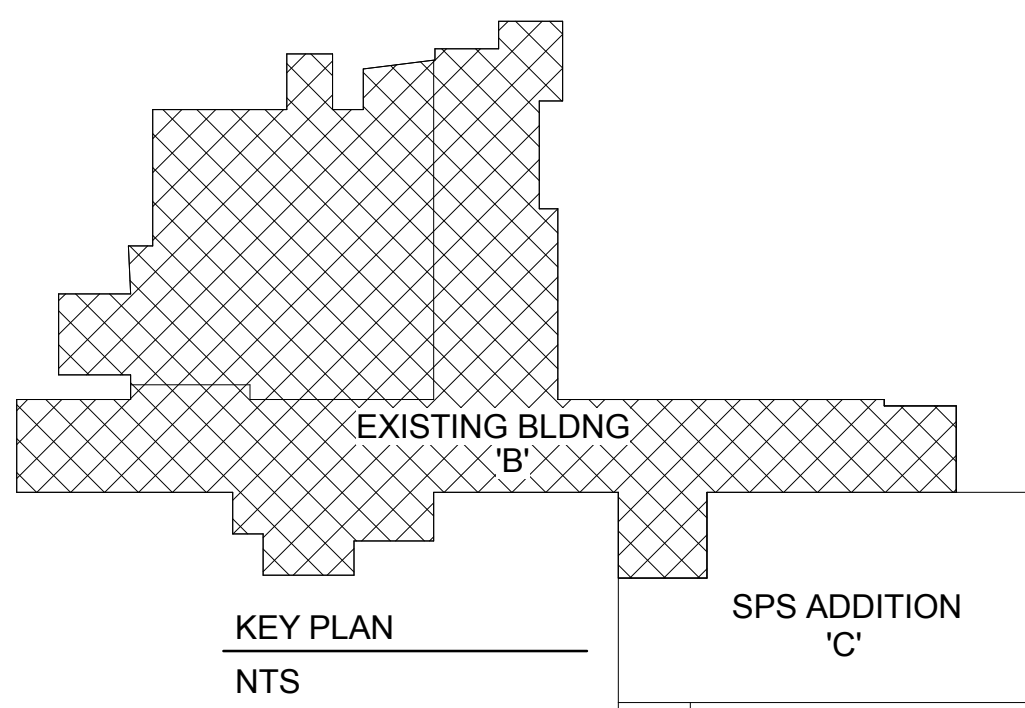 EXISTING BLDNG
'B'
SPS ADDITION
'C'
KEY PLAN
NTS